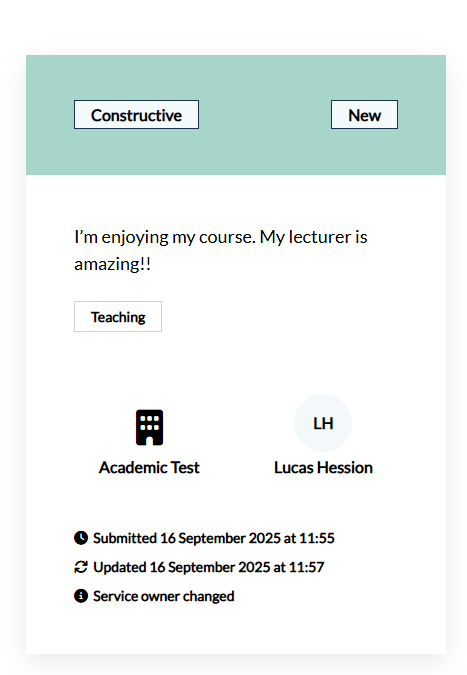 Constructive
New
I’m enjoying my course. My lecturer is
amazing!!
Teaching
LH
Academic Test
Lucas Hession
Submitted 16 September 2025 at 11:55
Updated 16 September 2025 at 11:57
Service owner changed